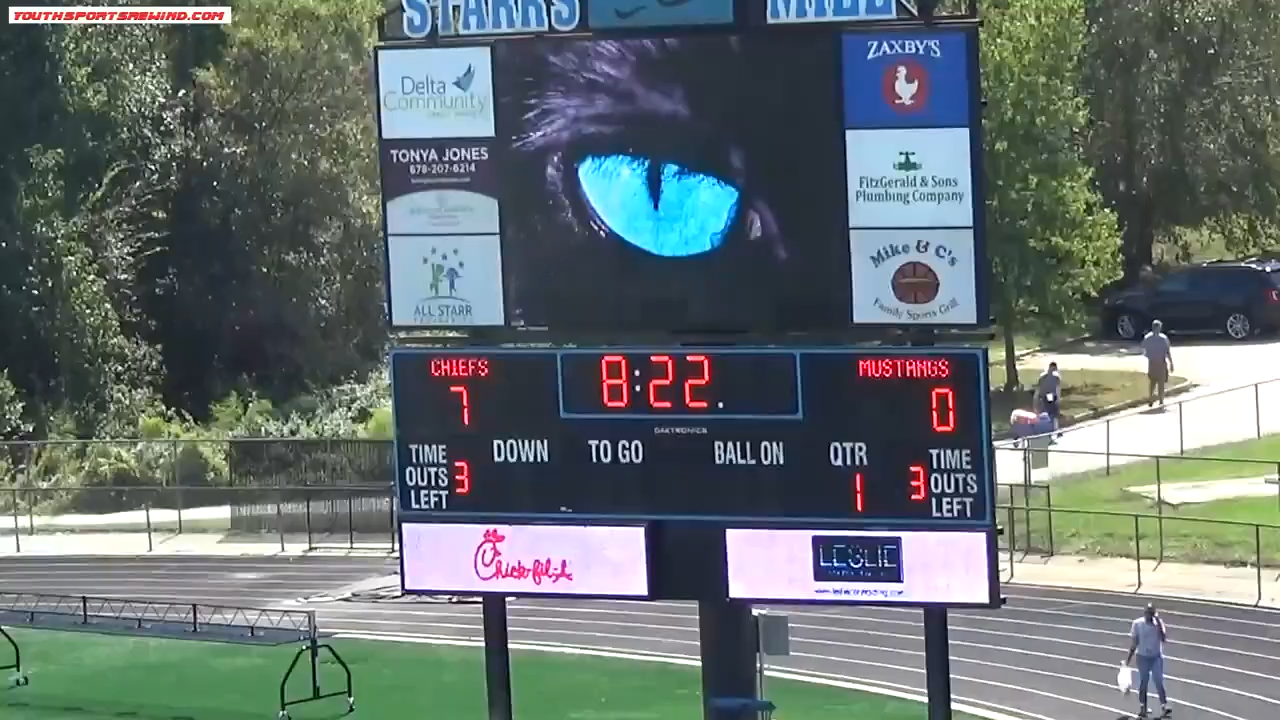 YOUTHSPORTSREWIND.COM
STARR'S MILL
Delta
Community
TONYA JONES
678-207-6214
ALL STARR
ZAXBY'S
FITZGERALD & SONS
PLUMBING COMPANY
Mike & C's
Family Sports Grill
CHIEFS 8:22. MUSTANGS
7 0
DAKTRONICS
TIME OUTS LEFT 3
DOWN TO GO BALL ON QTR
1
3 TIME OUTS LEFT
Chick-fil-A
LESLIE